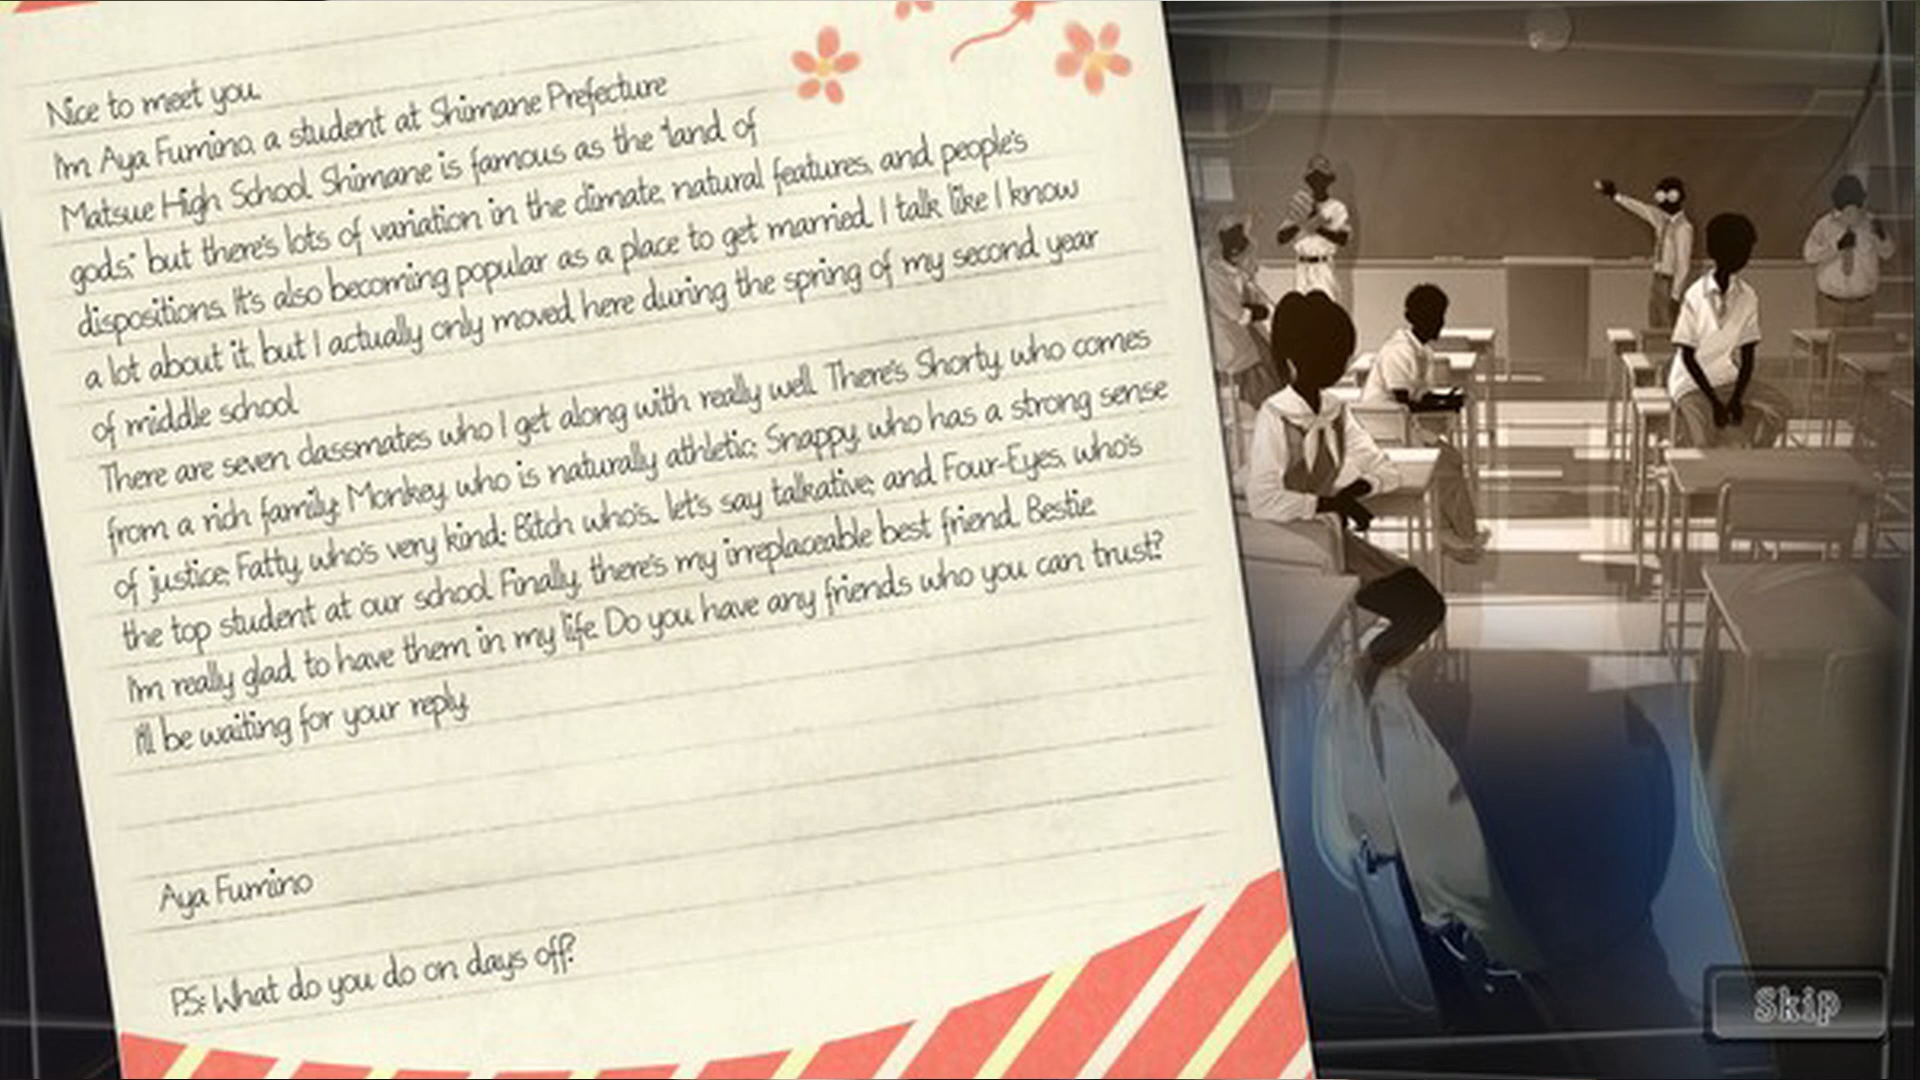 Nice to meet you.
I'm Aya Fumino, a student at Shimane Prefecture
Matsue High School. Shimane is famous as the "land of
gods," but there's lots of variation in the climate, natural features, and people's
dispositions. It's also becoming popular as a place to get married. I talk like I know
a lot about it, but I actually only moved here during the spring of my second year
of middle school.
There are seven classmates who I get along with really well. There's Shorty, who comes
from a rich family; Monkey, who is naturally athletic; Snappy, who has a strong sense
of justice; Fatty, who's very kind; Bitch who's... let's say talkative; and Four-Eyes, who's
the top student at our school. Finally, there's my irreplaceable best friend, Bestie.
I'm really glad to have them in my life. Do you have any friends who you can trust?
I'll be waiting for your reply.
Aya Fumino
PS: What do you do on days off?
Skip